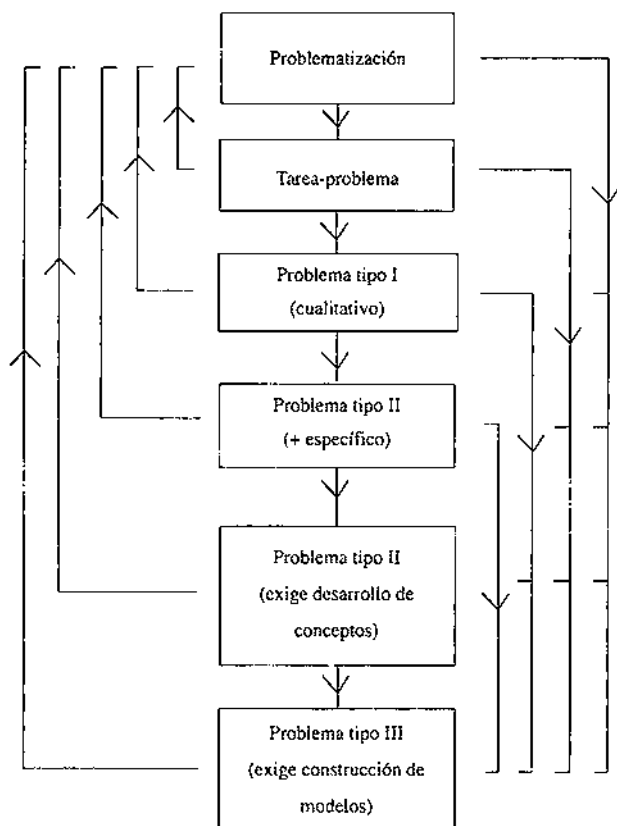 Problematización
Tarea-problema
Problema tipo I
(cualitativo)
Problema tipo II
(+ específico)
Problema tipo II
(exige desarrollo de
conceptos)
Problema tipo III
(exige construcción de
modelos)